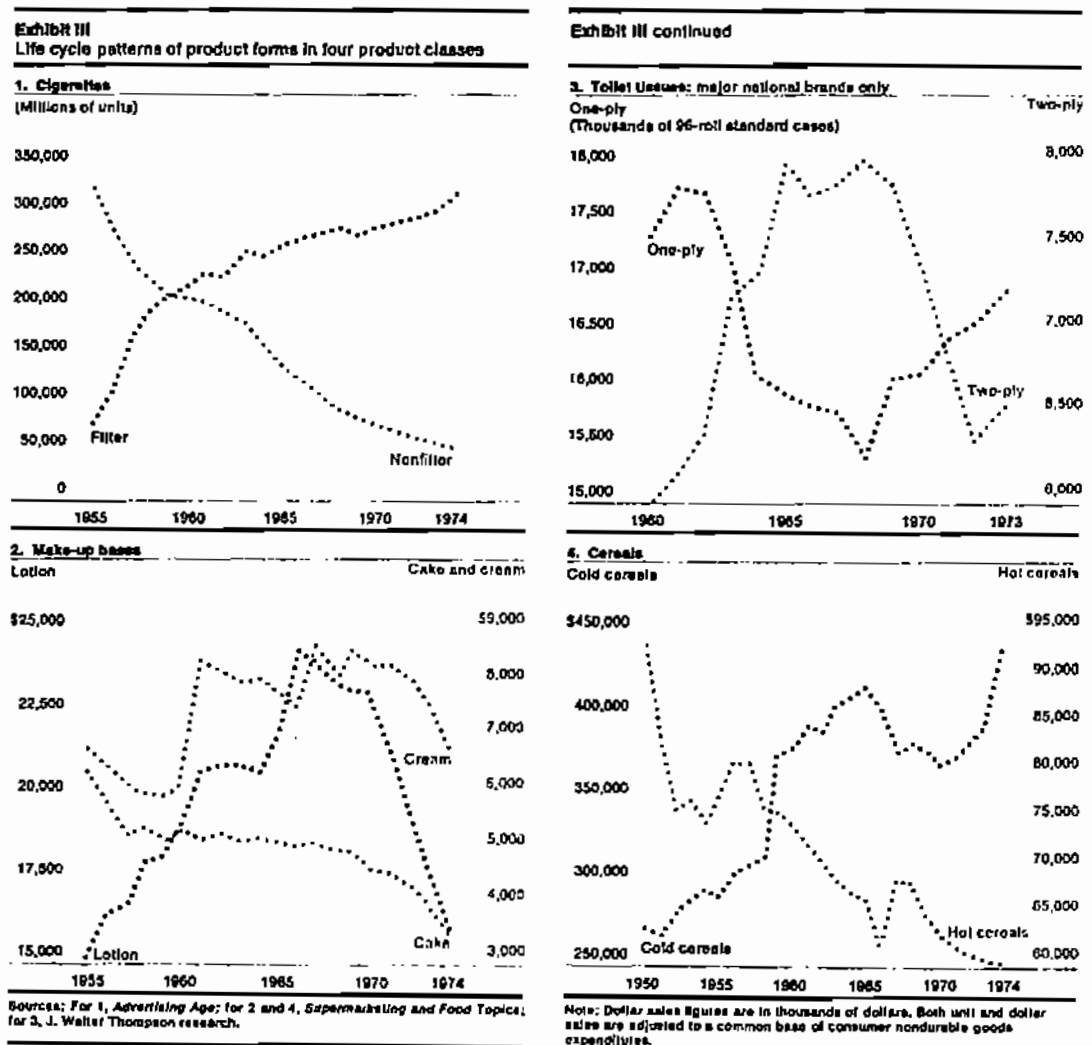 Exhibit III
Life cycle patterns of product forms in four product classes
1. Cigarettes
(Millions of units)
350,000
300,000
250,000
200,000
150,000
100,000
50,000
0
Filter
Nonfilter
1955 1960 1965 1970 1974
2. Make-up bases
Lotion Cake and cream
$25,000
22,500
20,000
17,500
15,000
$9,000
8,000
7,000
6,000
5,000
4,000
3,000
Cream
Cake
Lotion
1955 1960 1965 1970 1974
Sources: For 1, Advertising Age; for 2 and 4, Supermarketing and Food Topics;
for 3, J. Walter Thompson research.
Exhibit III continued
3. Toilet tissues: major national brands only
One-ply Two-ply
(Thousands of 96-roll standard cases)
18,000
17,500
17,000
16,500
16,000
15,500
15,000
8,000
7,500
7,000
6,500
6,000
One-ply
Two-ply
1960 1965 1970 1973
4. Cereals
Cold cereals Hot cereals
$450,000
400,000
350,000
300,000
250,000
$95,000
90,000
85,000
80,000
75,000
70,000
65,000
60,000
Cold cereals
Hot cereals
1950 1955 1960 1965 1970 1974
Note: Dollar sales figures are in thousands of dollars. Both unit and dollar
sales are adjusted to a common base of consumer nondurable goods
expenditures.